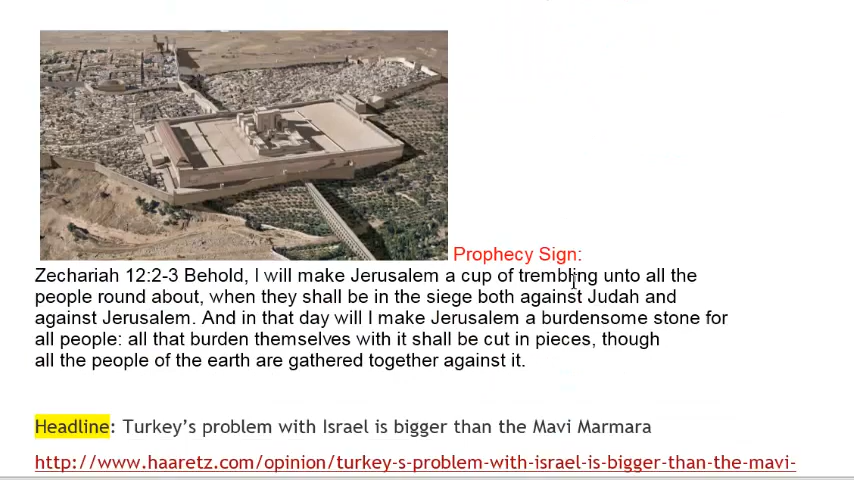 Prophecy Sign:
Zechariah 12:2-3 Behold, I will make Jerusalem a cup of trembling unto all the
people round about, when they shall be in the siege both against Judah and
against Jerusalem. And in that day will I make Jerusalem a burdensome stone for
all people: all that burden themselves with it shall be cut in pieces, though
all the people of the earth are gathered together against it.
Headline: Turkey’s problem with Israel is bigger than the Mavi Marmara
http://www.haaretz.com/opinion/turkey-s-problem-with-israel-is-bigger-than-the-mavi-